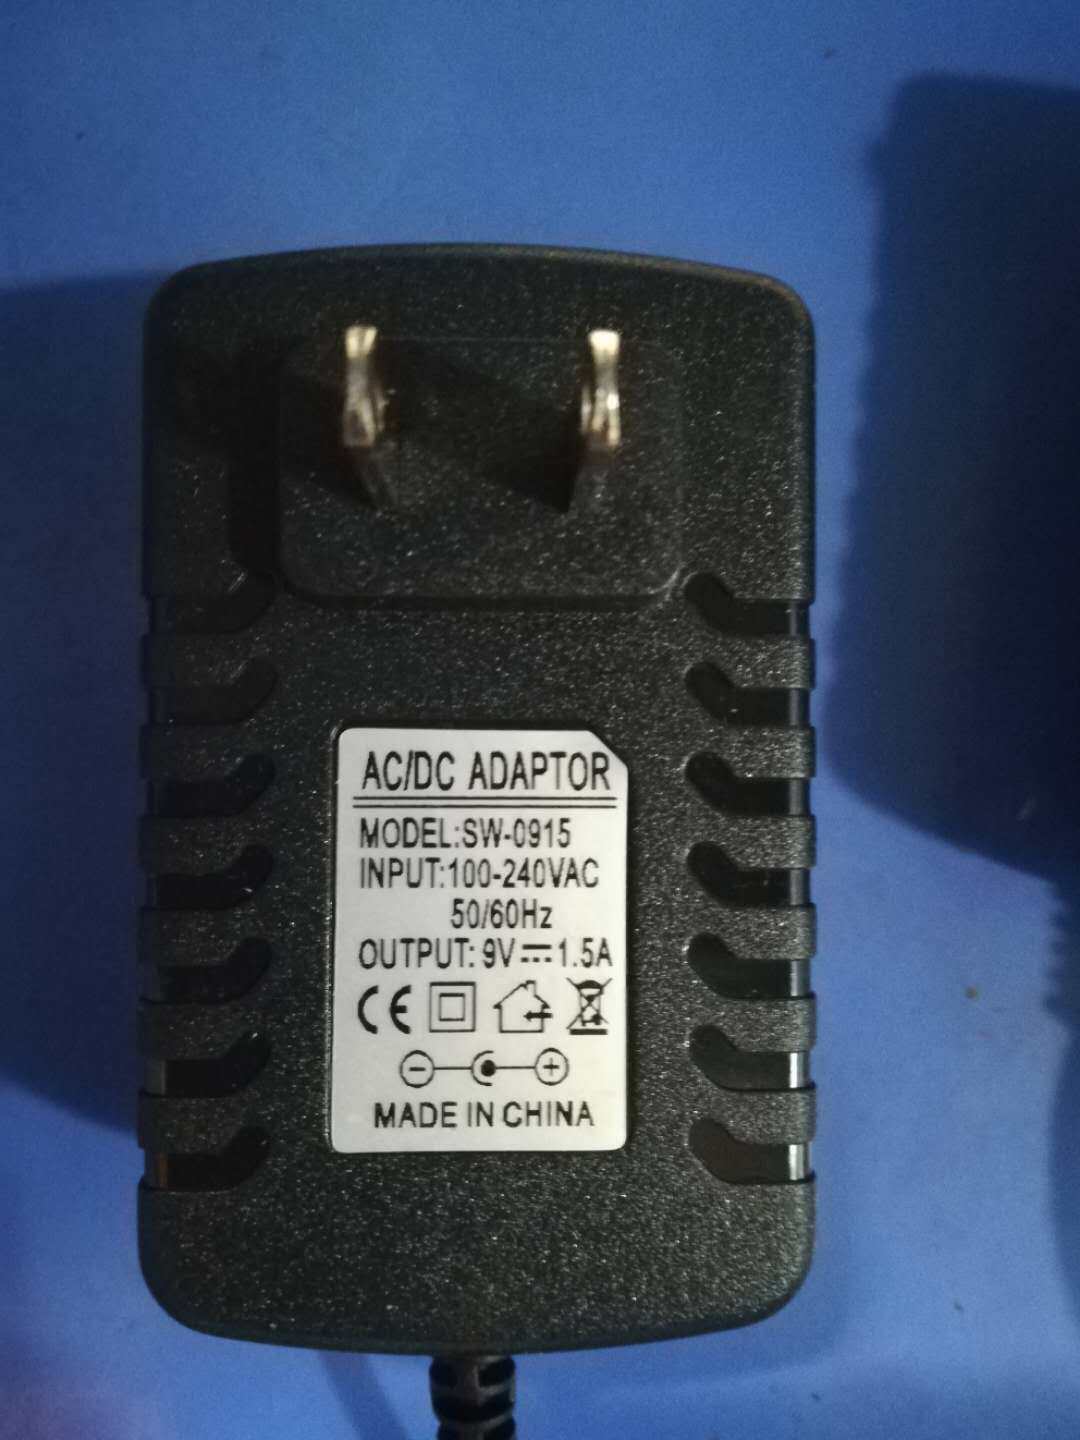 AC/DC ADAPTOR
MODEL:SW-0915
INPUT:100-240VAC
50/60Hz
OUTPUT: 9V⎓1.5A
CE
MADE IN CHINA